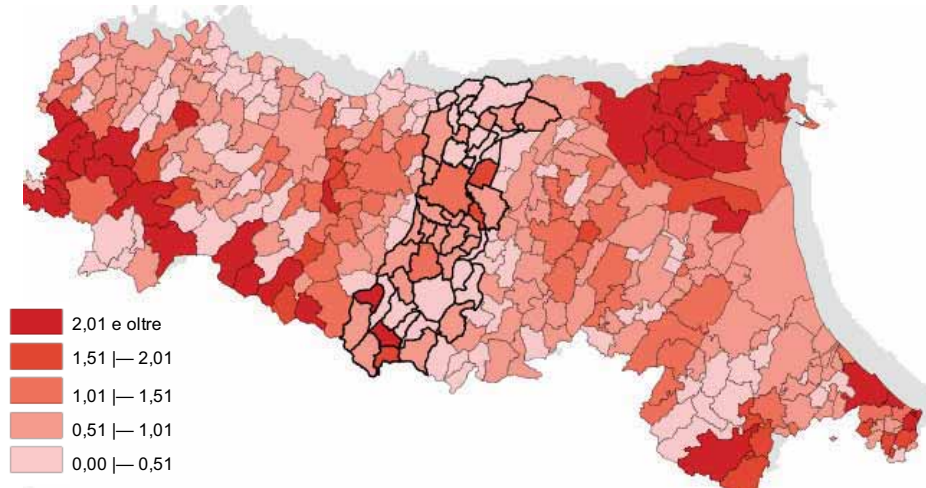 2,01 e oltre
1,51 |— 2,01
1,01 |— 1,51
0,51 |— 1,01
0,00 |— 0,51